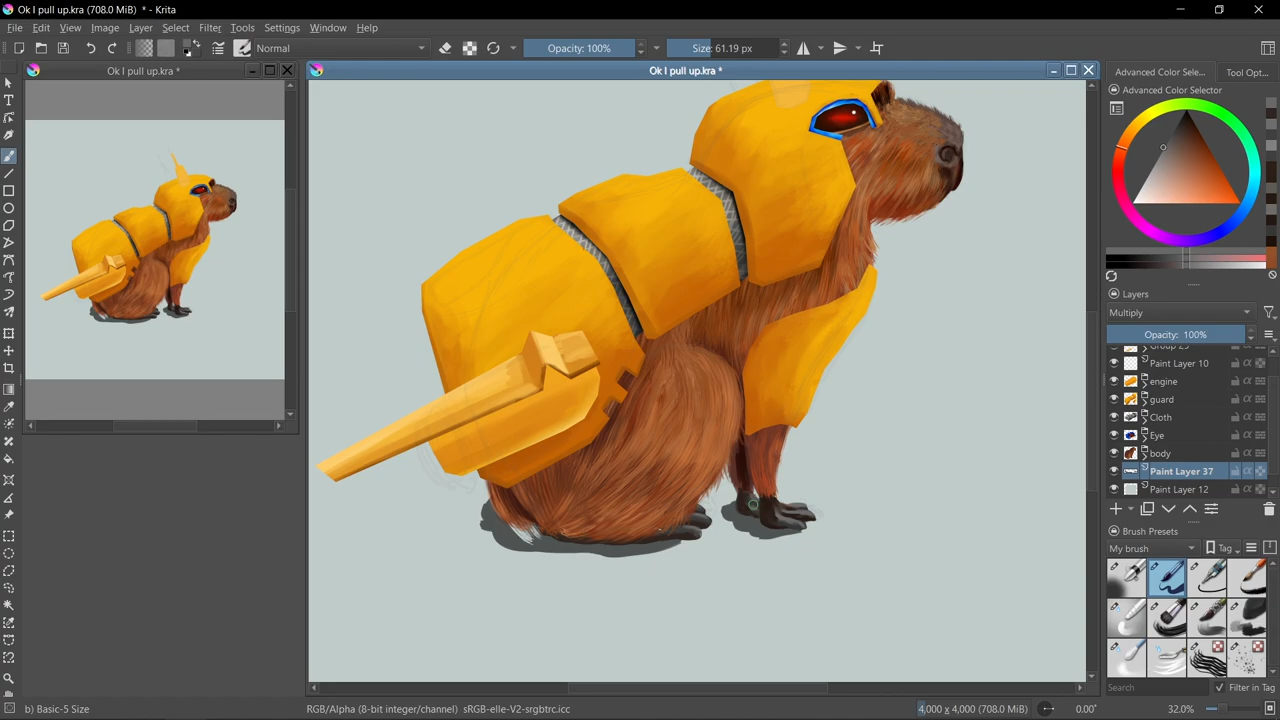 Ok I pull up.kra (708.0 MiB) * - Krita
File Edit View Image Layer Select Filter Tools Settings Window Help
Normal Opacity: 100% Size: 61.19 px
Ok I pull up.kra *
Ok I pull up.kra *
Advanced Color Sele... Tool Opt...
Advanced Color Selector
Layers
Multiply
Opacity: 100%
Paint Layer 10
engine
guard
Cloth
Eye
body
Paint Layer 37
Paint Layer 12
Brush Presets
My brush Tag
Search Filter in Tag
b) Basic-5 Size RGB/Alpha (8-bit integer/channel) sRGB-elle-V2-srgbtrc.icc 4,000 x 4,000 (708.0 MiB) 0.00° 32.0%